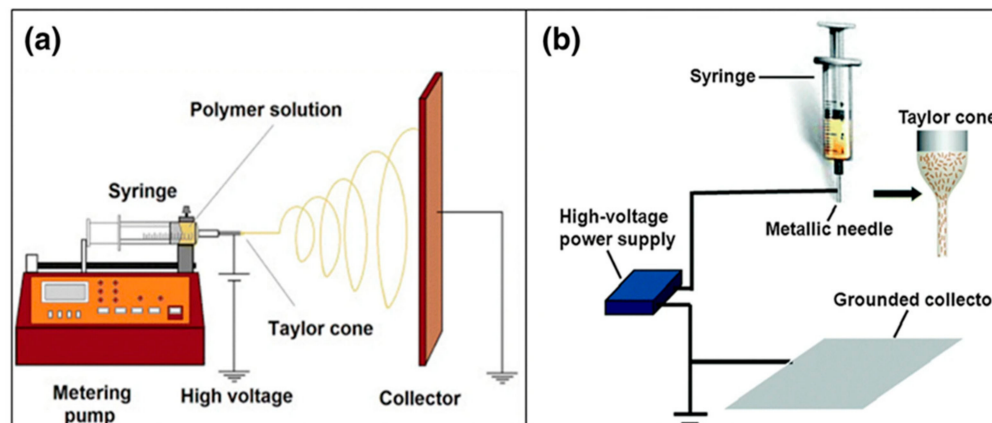 (a)
Polymer solution
Syringe
Taylor cone
Metering
pump
High voltage
Collector
(b)
Syringe
Taylor cone
Metallic needle
High-voltage
power supply
Grounded collecto